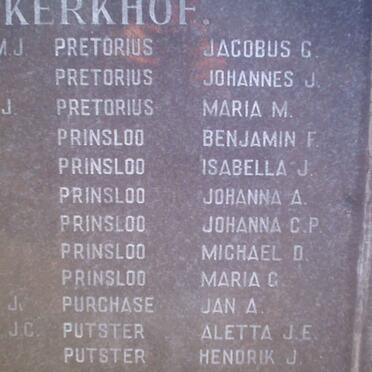 KERKHOF.
M.J. PRETORIUS JACOBUS G.
PRETORIUS JOHANNES J.
J. PRETORIUS MARIA M.
PRINSLOO BENJAMIN F.
PRINSLOO ISABELLA J.
PRINSLOO JOHANNA A.
PRINSLOO JOHANNA C.P.
PRINSLOO MICHAEL D.
PRINSLOO MARIA G.
J. PURCHASE JAN A.
J.C. PUTSTER ALETTA J.E.
PUTSTER HENDRIK J.